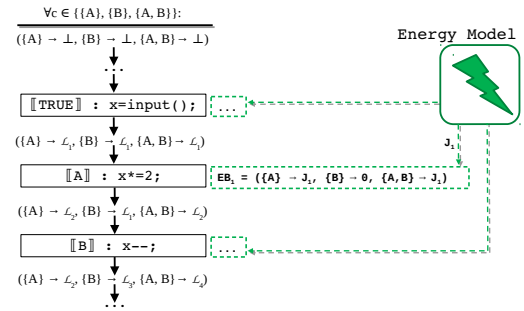 ∀c ∈ {{A}, {B}, {A, B}}:
({A} → ⊥, {B} → ⊥, {A, B} → ⊥)
Energy Model
...
⟦TRUE⟧ : x=input();
...
({A} → ℒ₁, {B} → ℒ₁, {A, B} → ℒ₁)
J₁
⟦A⟧ : x*=2;
EB₁ = ({A} → J₁, {B} → 0, {A,B} → J₁)
({A} → ℒ₂, {B} → ℒ₁, {A, B} → ℒ₂)
⟦B⟧ : x--;
...
({A} → ℒ₂, {B} → ℒ₃, {A, B} → ℒ₄)
...